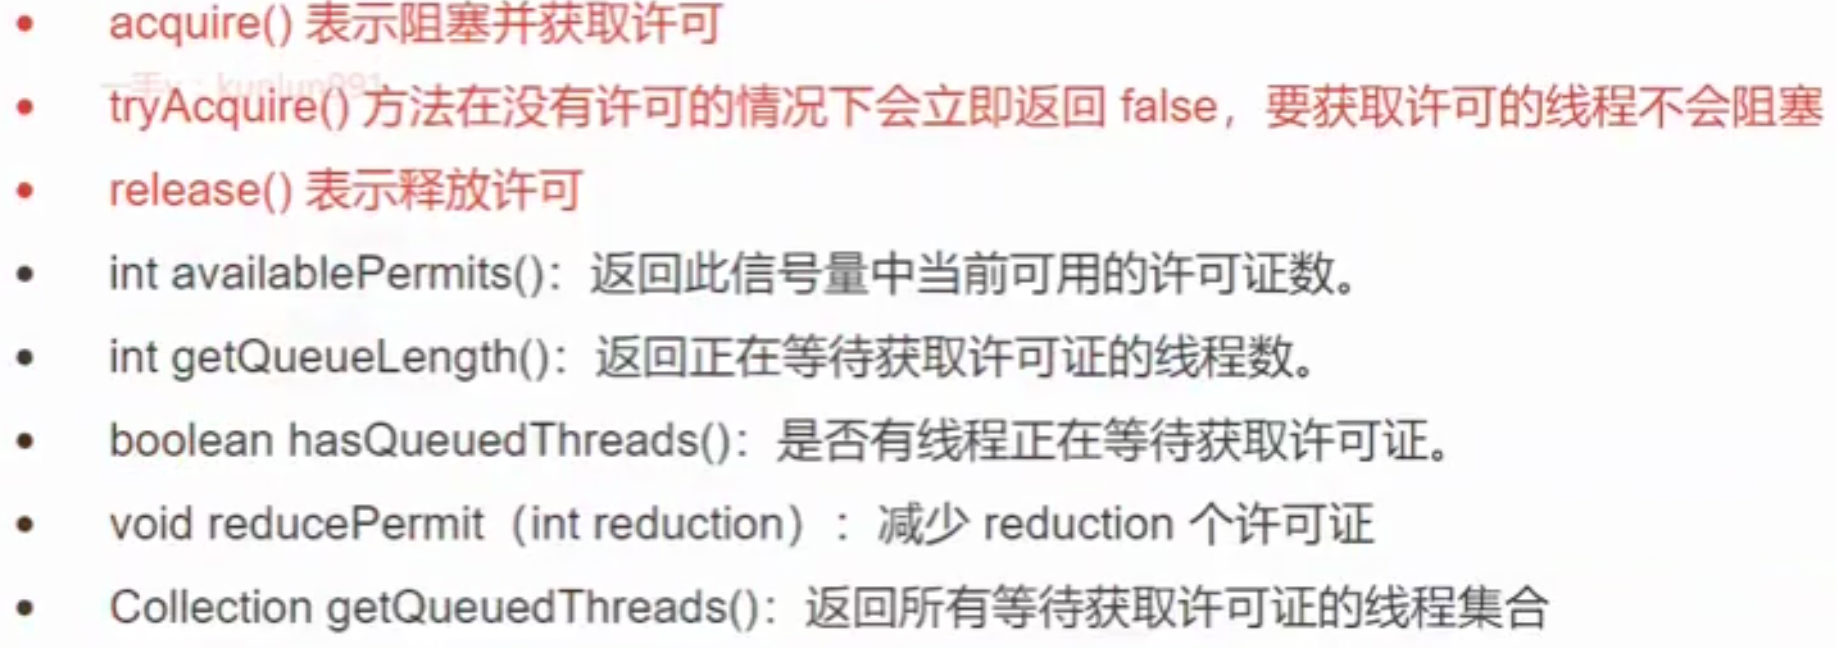 • acquire() 表示阻塞并获取许可
一手v：kunlun991
• tryAcquire() 方法在没有许可的情况下会立即返回 false，要获取许可的线程不会阻塞
• release() 表示释放许可
• int availablePermits()：返回此信号量中当前可用的许可证数。
• int getQueueLength()：返回正在等待获取许可证的线程数。
• boolean hasQueuedThreads()：是否有线程正在等待获取许可证。
• void reducePermit（int reduction）：减少 reduction 个许可证
• Collection getQueuedThreads()：返回所有等待获取许可证的线程集合